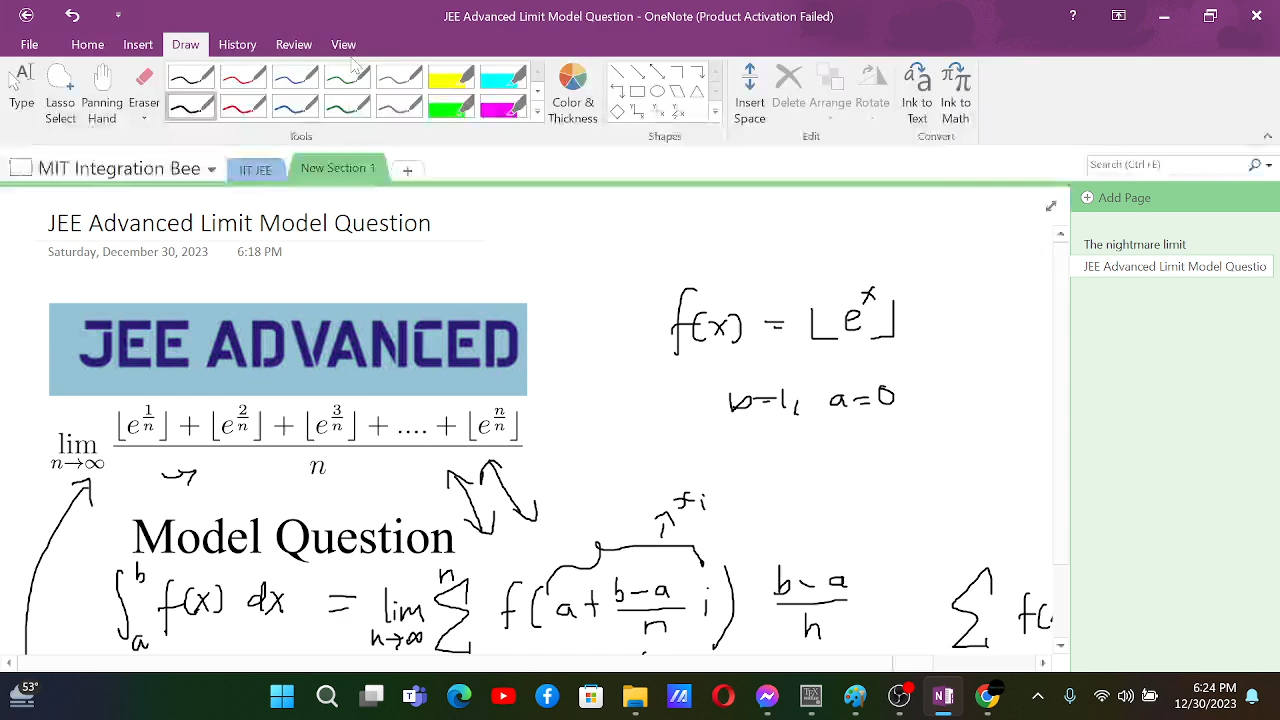 JEE Advanced Limit Model Question - OneNote (Product Activation Failed)
File Home Insert Draw History Review View
Type Lasso Select Panning Hand Eraser Color & Thickness Insert Space Delete Arrange Rotate Ink to Text Ink to Math
Tools Shapes Edit Convert
MIT Integration Bee IIT JEE New Section 1 Search (Ctrl+E)
Add Page
The nightmare limit
JEE Advanced Limit Model Questio
JEE Advanced Limit Model Question
Saturday, December 30, 2023 6:18 PM
JEE ADVANCED
f(x) = ⌊e^x⌋
b=1, a=0
lim n→∞ (⌊e^(1/n)⌋ + ⌊e^(2/n)⌋ + ⌊e^(3/n)⌋ + .... + ⌊e^(n/n)⌋) / n
x_i
Model Question
∫_a^b f(x) dx = lim n→∞ Σ^n f(a + (b-a)/n i) (b-a)/n Σ f(
53°
6:24 PM
12/30/2023